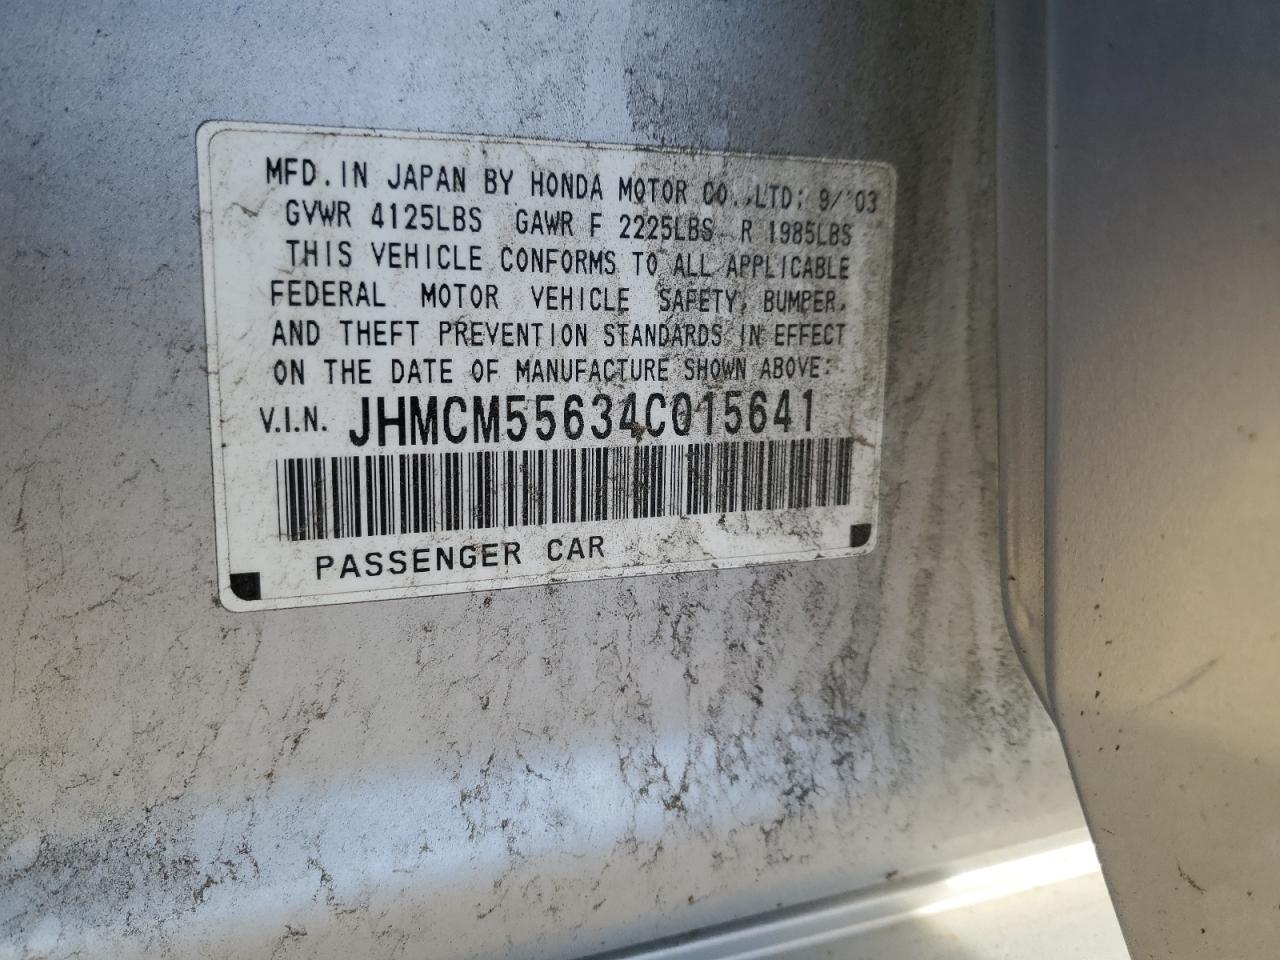 MFD. IN JAPAN BY HONDA MOTOR CO.,LTD; 9/'03
GVWR 4125LBS GAWR F 2225LBS R 1985LBS
THIS VEHICLE CONFORMS TO ALL APPLICABLE
FEDERAL MOTOR VEHICLE SAFETY, BUMPER,
AND THEFT PREVENTION STANDARDS IN EFFECT
ON THE DATE OF MANUFACTURE SHOWN ABOVE:
V.I.N. JHMCM55634C015641
PASSENGER CAR